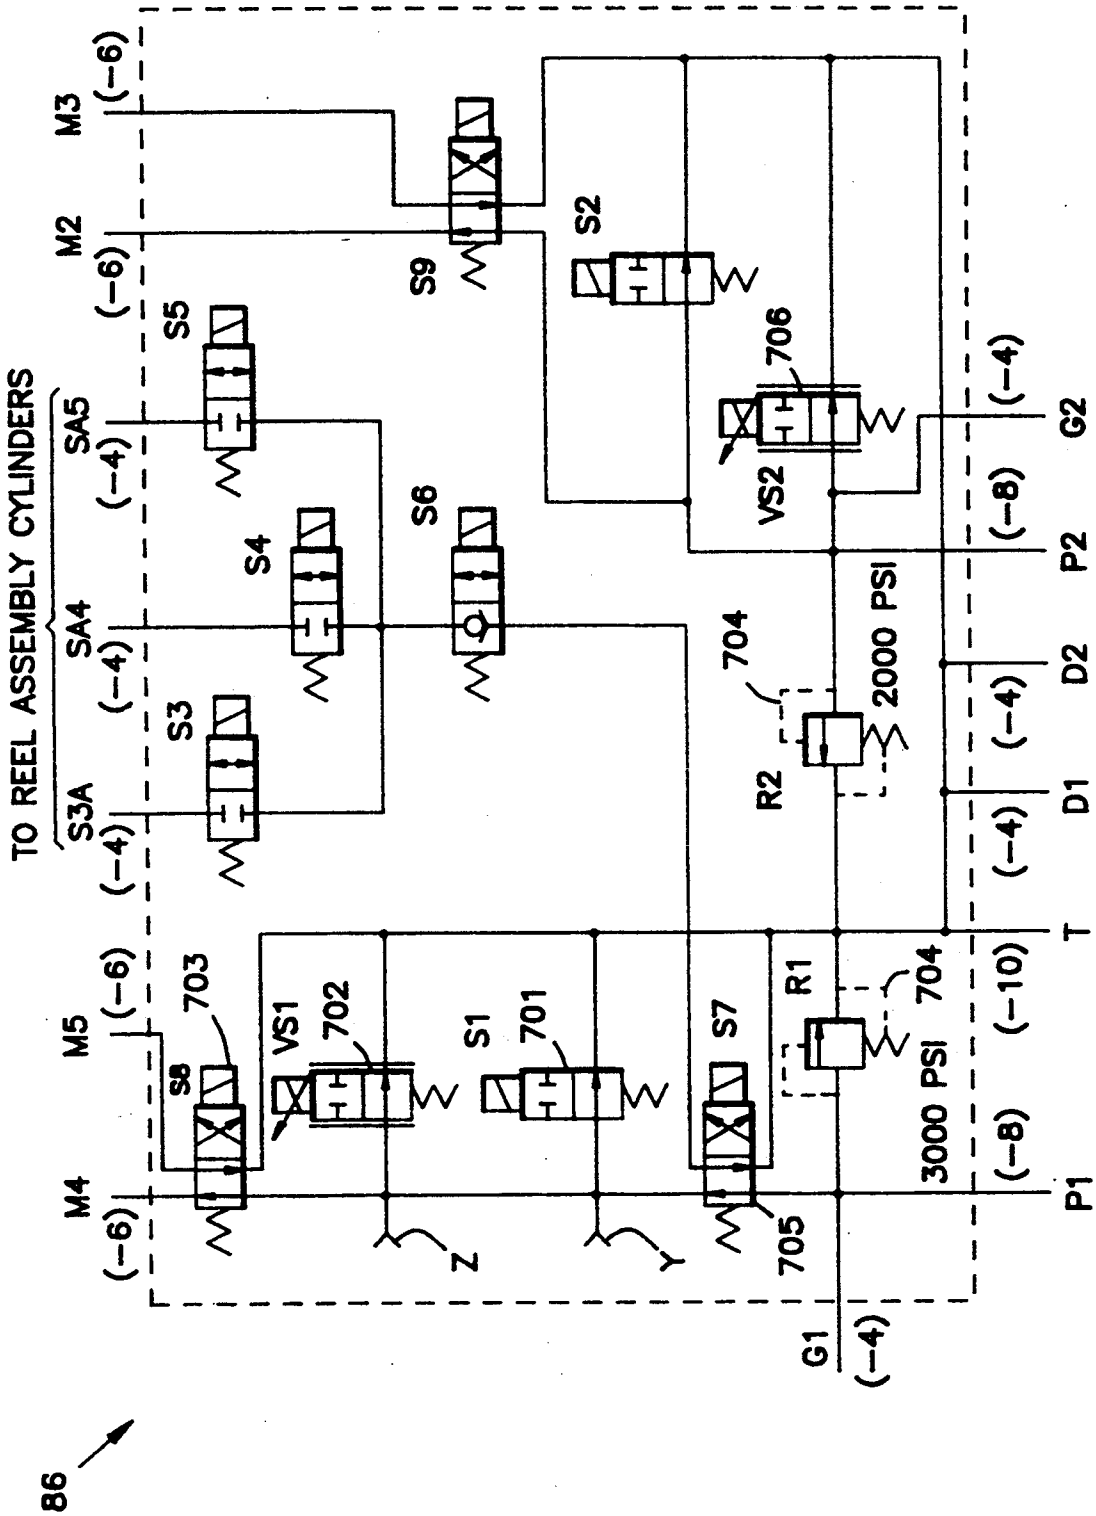 TO REEL ASSEMBLY CYLINDERS
M4
(-6)
M5
(-6)
S3A
(-4)
SA4
(-4)
SA5
(-4)
M2
(-6)
M3
(-6)
S8
703
S3
S4
S5
VS1
702
S6
S9
S1
701
S2
Z
Y
S7
705
VS2
706
R1
704
3000 PSI
R2
704
2000 PSI
G1
(-4)
P1
(-8)
T
(-10)
D1
(-4)
D2
(-4)
P2
(-8)
G2
(-4)
86